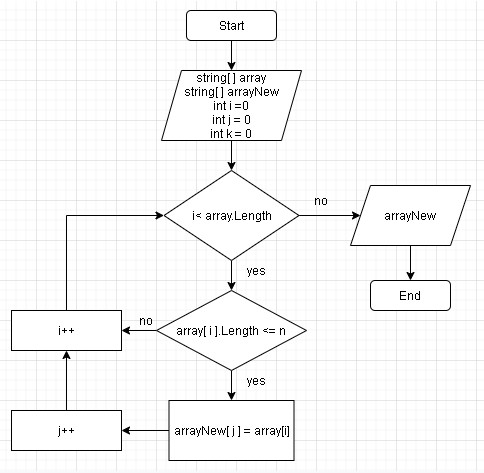 Start
string[ ] array
string[ ] arrayNew
int i =0
int j = 0
int k = 0
i< array.Length
no
arrayNew
yes
End
i++
no
array[ i ].Length <= n
yes
j++
arrayNew[ j ] = array[i]